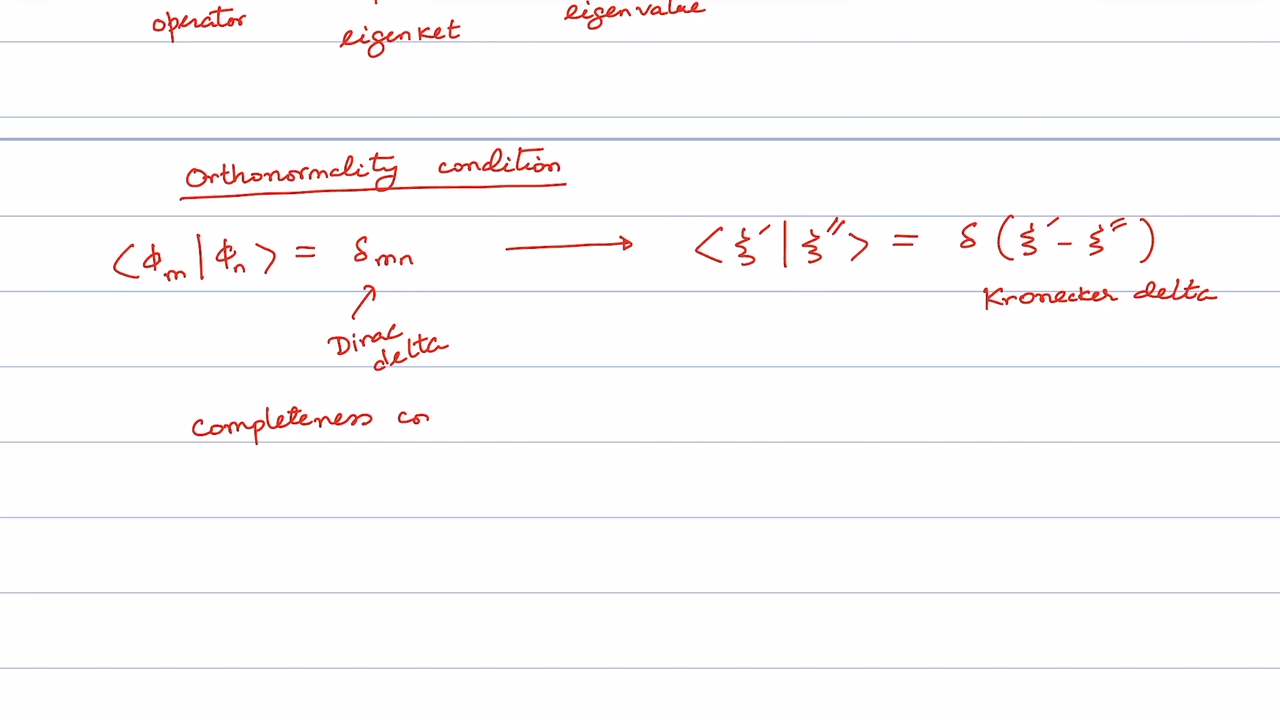 operator
eigenket
eigenvalue
Orthonormality condition
⟨ϕₘ|ϕₙ⟩ = δₘₙ ⟶ ⟨ξ′|ξ″⟩ = δ(ξ′ − ξ″)
Kronecker delta
Dirac
delta
completeness co